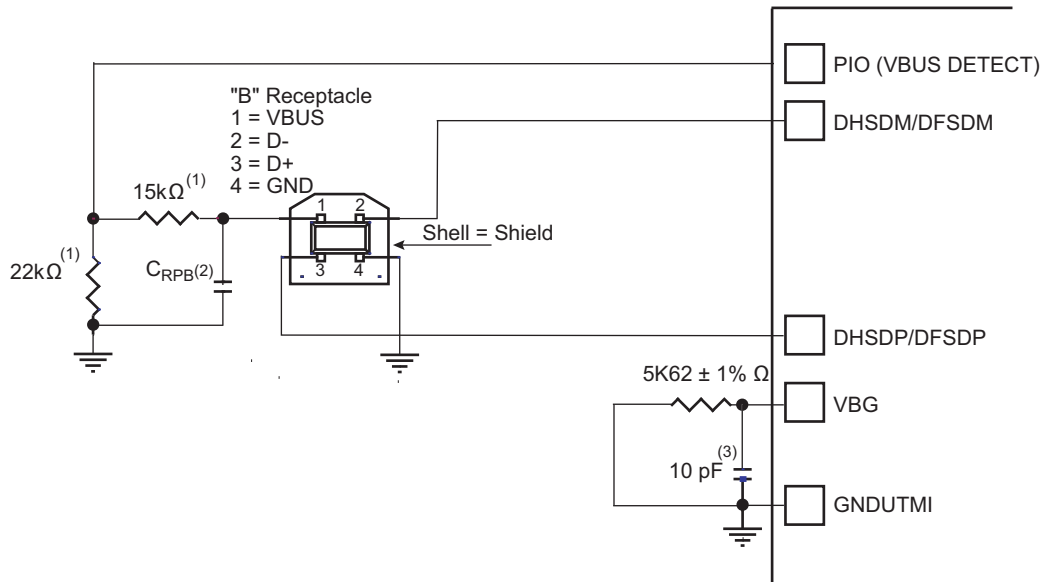 PIO (VBUS DETECT)
"B" Receptacle
1 = VBUS
2 = D-
3 = D+
4 = GND
DHSDM/DFSDM
15kΩ(1)
1 2
Shell = Shield
22kΩ(1)
CRPB(2)
3 4
DHSDP/DFSDP
5K62 ± 1% Ω
VBG
10 pF(3)
GNDUTMI